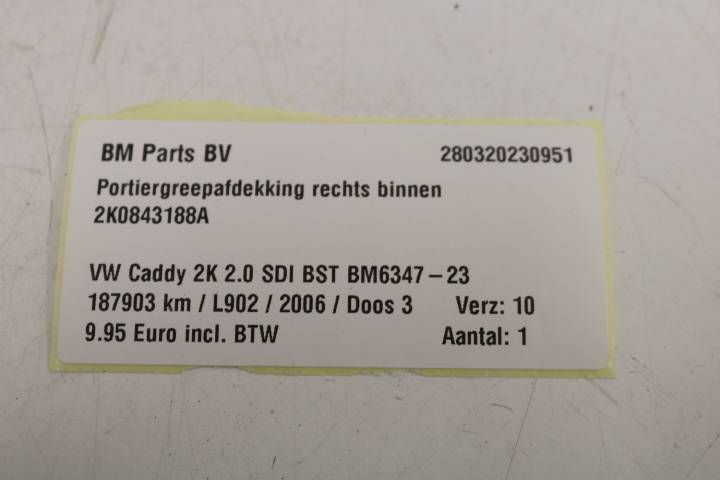 BM Parts BV 280320230951
Portiergreepafdekking rechts binnen
2K0843188A
VW Caddy 2K 2.0 SDI BST BM6347-23
187903 km / L902 / 2006 / Doos 3 Verz: 10
9.95 Euro incl. BTW Aantal: 1